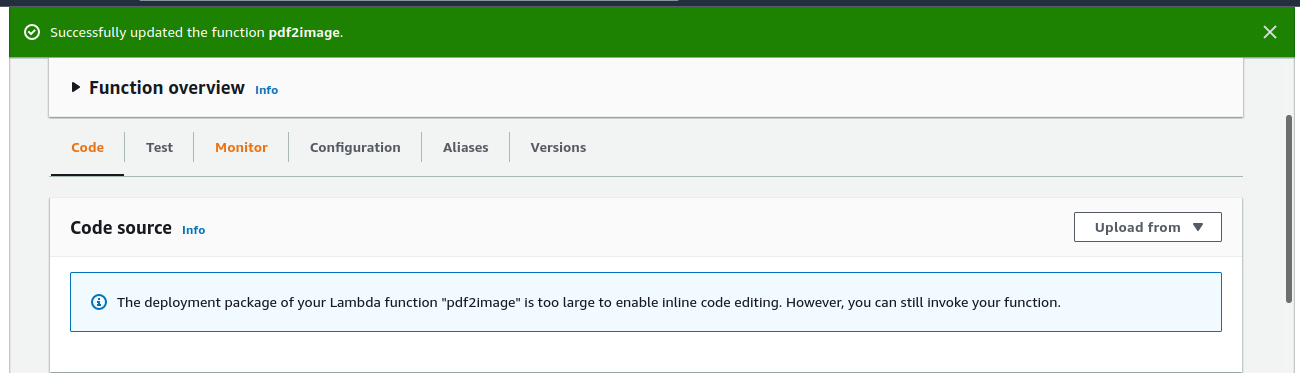 Successfully updated the function pdf2image.
Function overview Info
Code Test Monitor Configuration Aliases Versions
Code source Info Upload from
The deployment package of your Lambda function "pdf2image" is too large to enable inline code editing. However, you can still invoke your function.